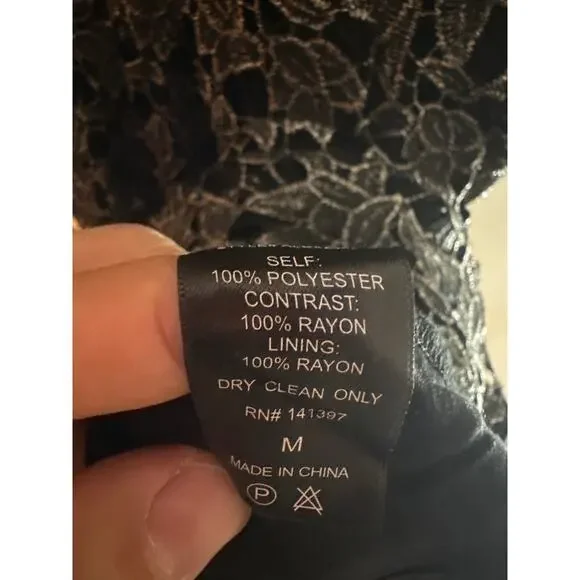 SELF:
100% POLYESTER
CONTRAST:
100% RAYON
LINING:
100% RAYON
DRY CLEAN ONLY
RN# 141397
M
MADE IN CHINA
P